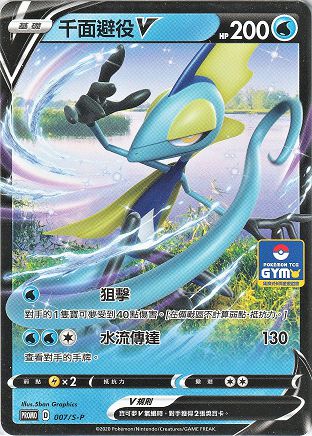 基礎 千面避役V HP 200
POKÉMON TCG
GYM
狙擊
對手的1隻寶可夢受到40點傷害。[在備戰區不計算弱點・抵抗力。]
水流傳達 130
查看對手的手牌。
弱點 ×2 抵抗力 撤退
V規則
寶可夢V氣絕時,對手獲得2張獎賞卡。
Illus. 5ban Graphics
PROMO D 007/S-P
©2020 Pokémon/Nintendo/Creatures/GAME FREAK.